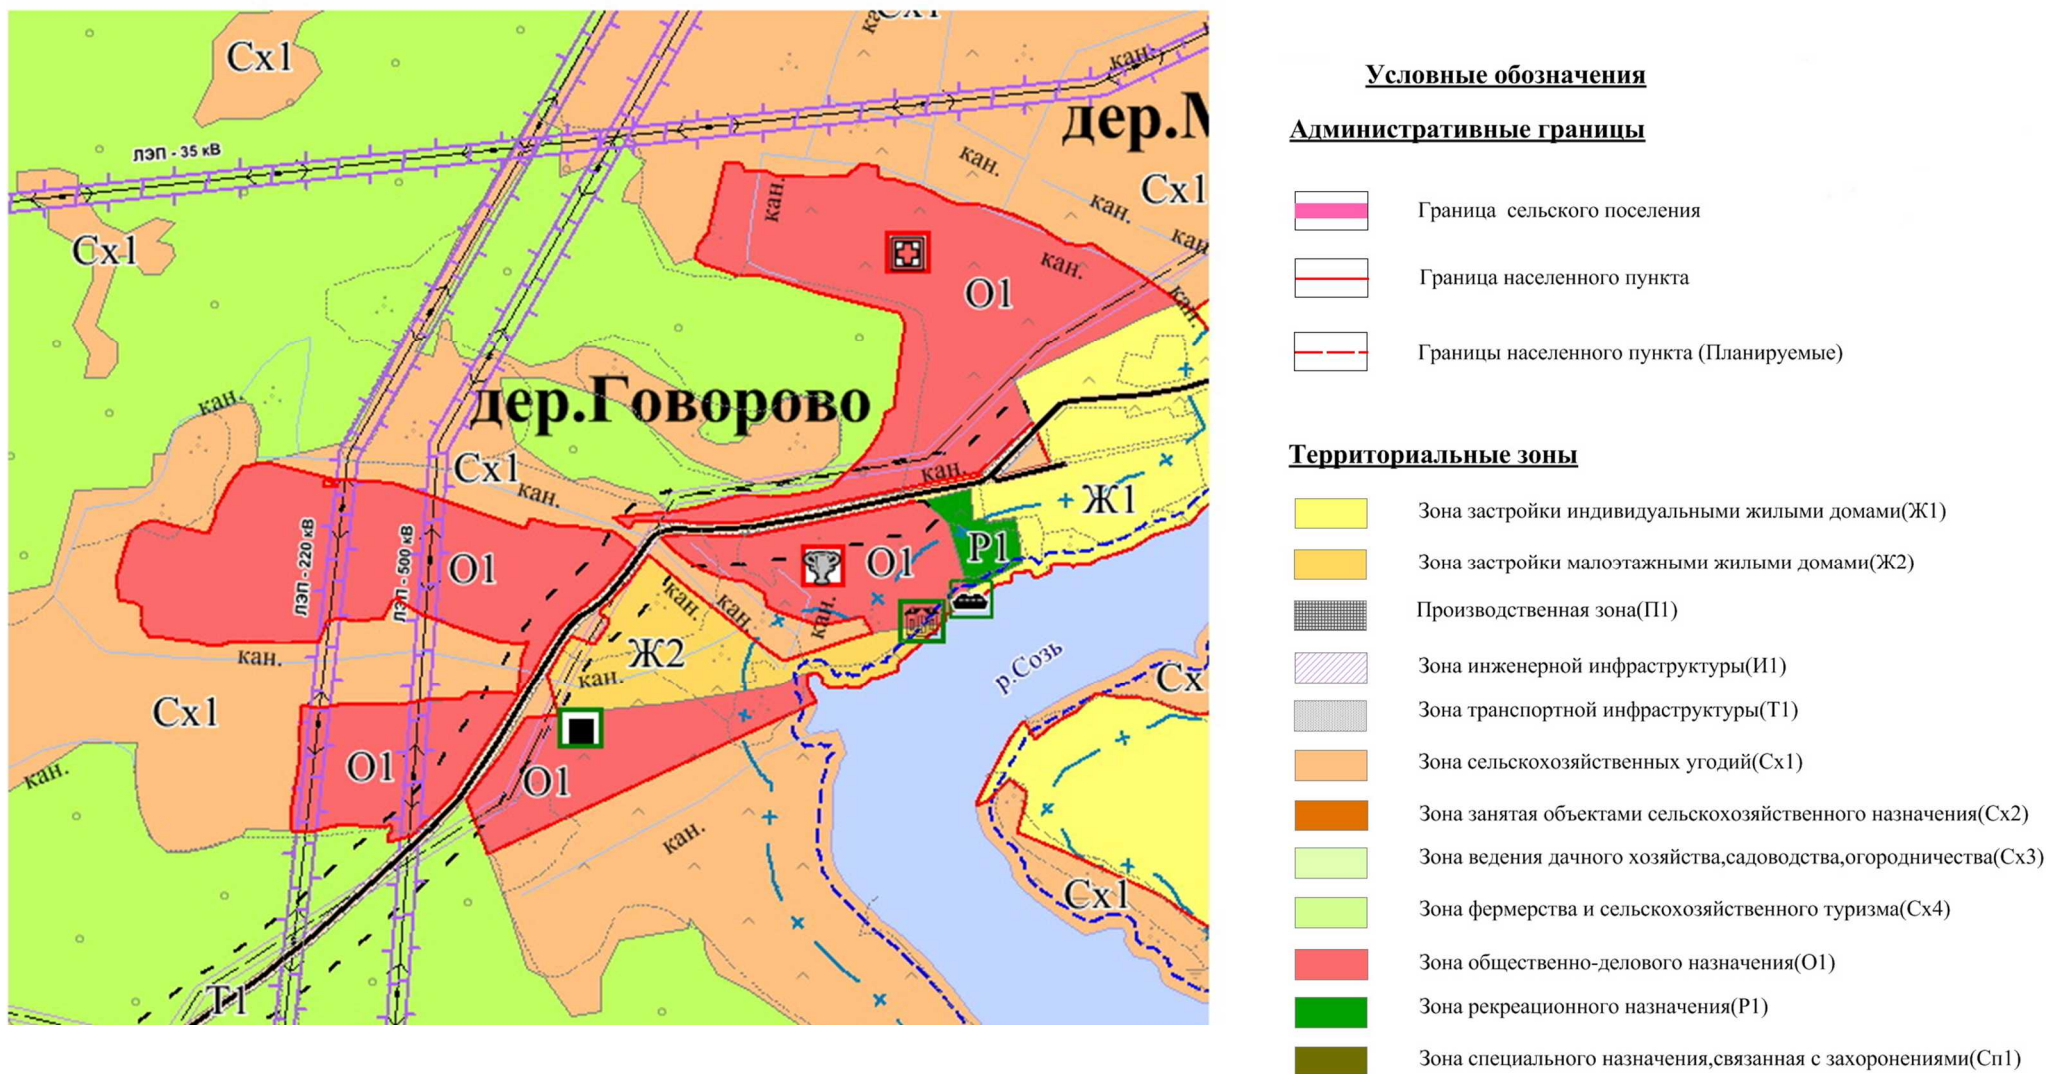 Сх1
Сх1
кан.
кан.
ЛЭП - 35 кВ
дер.М
кан.
Сх1
Сх1
кан.
кан.
кан.
кан.
О1
кан.
кан.
дер.Говорово
Сх1
кан.
кан.
Ж1
ЛЭП - 220 кВ
ЛЭП - 500 кВ
О1
О1
Р1
кан.
кан.
кан.
кан.
Ж2
кан.
р.Созь
Сх
Сх1
О1
О1
кан.
кан.
Сх1
Т1
Условные обозначения
Административные границы
Граница сельского поселения
Граница населенного пункта
Границы населенного пункта (Планируемые)
Территориальные зоны
Зона застройки индивидуальными жилыми домами(Ж1)
Зона застройки малоэтажными жилыми домами(Ж2)
Производственная зона(П1)
Зона инженерной инфраструктуры(И1)
Зона транспортной инфраструктуры(Т1)
Зона сельскохозяйственных угодий(Сх1)
Зона занятая объектами сельскохозяйственного назначения(Сх2)
Зона ведения дачного хозяйства,садоводства,огородничества(Сх3)
Зона фермерства и сельскохозяйственного туризма(Сх4)
Зона общественно-делового назначения(О1)
Зона рекреационного назначения(Р1)
Зона специального назначения,связанная с захоронениями(Сп1)